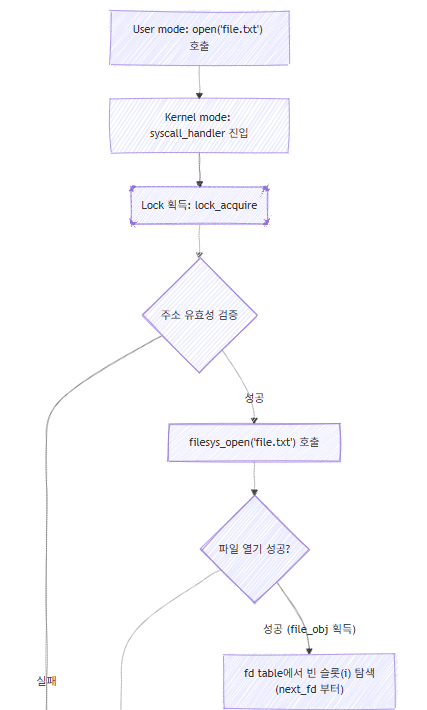 User mode: open('file.txt')
호출
Kernel mode:
syscall_handler 진입
Lock 획득: lock_acquire
주소 유효성 검증
성공
filesys_open('file.txt') 호출
파일 열기 성공?
성공 (file_obj 획득)
fd table에서 빈 슬롯(i) 탐색
(next_fd 부터)
실패